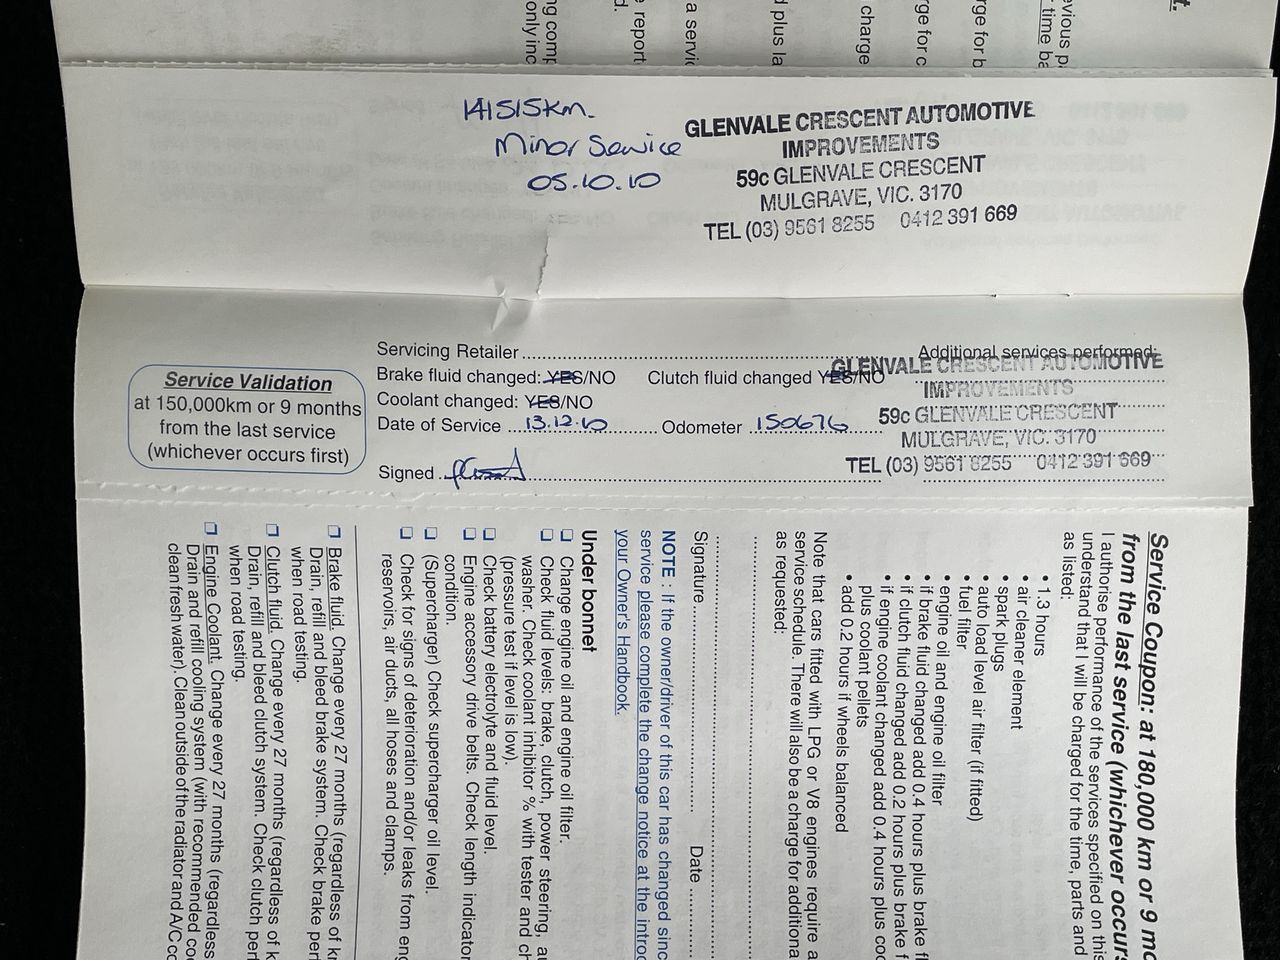 141515km.
Minor Service
05.10.10
GLENVALE CRESCENT AUTOMOTIVE
IMPROVEMENTS
59c GLENVALE CRESCENT
MULGRAVE, VIC. 3170
TEL (03) 9561 8255 0412 391 669
Service Validation
at 150,000km or 9 months
from the last service
(whichever occurs first)
Servicing Retailer
Additional services performed:
Brake fluid changed: YES/NO Clutch fluid changed YES/NO
Coolant changed: YES/NO
Date of Service 13.12.10 Odometer 150676
Signed
GLENVALE CRESCENT AUTOMOTIVE
IMPROVEMENTS
59c GLENVALE CRESCENT
MULGRAVE, VIC. 3170
TEL (03) 9561 8255 0412 391 669
Service Coupon: at 180,000 km or 9 mo
from the last service (whichever occurs
I authorise performance of the services specified on this
understand that I will be charged for the time, parts and
as listed:
• 1.3 hours
• air cleaner element
• spark plugs
• auto load level air filter (if fitted)
• fuel filter
• engine oil and engine oil filter
• if brake fluid changed add 0.4 hours plus brake fl
• if clutch fluid changed add 0.2 hours plus brake f
• if engine coolant changed add 0.4 hours plus coo
plus coolant pellets
• add 0.2 hours if wheels balanced
Note that cars fitted with LPG or V8 engines require a
service schedule. There will also be a charge for additiona
as requested:
Signature Date
NOTE : If the owner/driver of this car has changed sinc
service please complete the change notice at the introd
your Owner's Handbook.
Under bonnet
❑ Change engine oil and engine oil filter.
❑ Check fluid levels: brake, clutch, power steering, au
washer. Check coolant inhibitor % with tester and ch
(pressure test if level is low).
❑ Check battery electrolyte and fluid level.
❑ Engine accessory drive belts. Check length indicator
condition.
❑ (Supercharger) Check supercharger oil level.
❑ Check for signs of deterioration and/or leaks from eng
reservoirs, air ducts, all hoses and clamps.
❑ Brake fluid. Change every 27 months (regardless of k
Drain, refill and bleed brake system. Check brake per
when road testing.
❑ Clutch fluid. Change every 27 months (regardless of k
Drain, refill and bleed clutch system. Check clutch perf
when road testing.
❑ Engine Coolant. Change every 27 months (regardless
Drain and refill cooling system (with recommended coo
clean fresh water). Clean outside of the radiator and A/C co